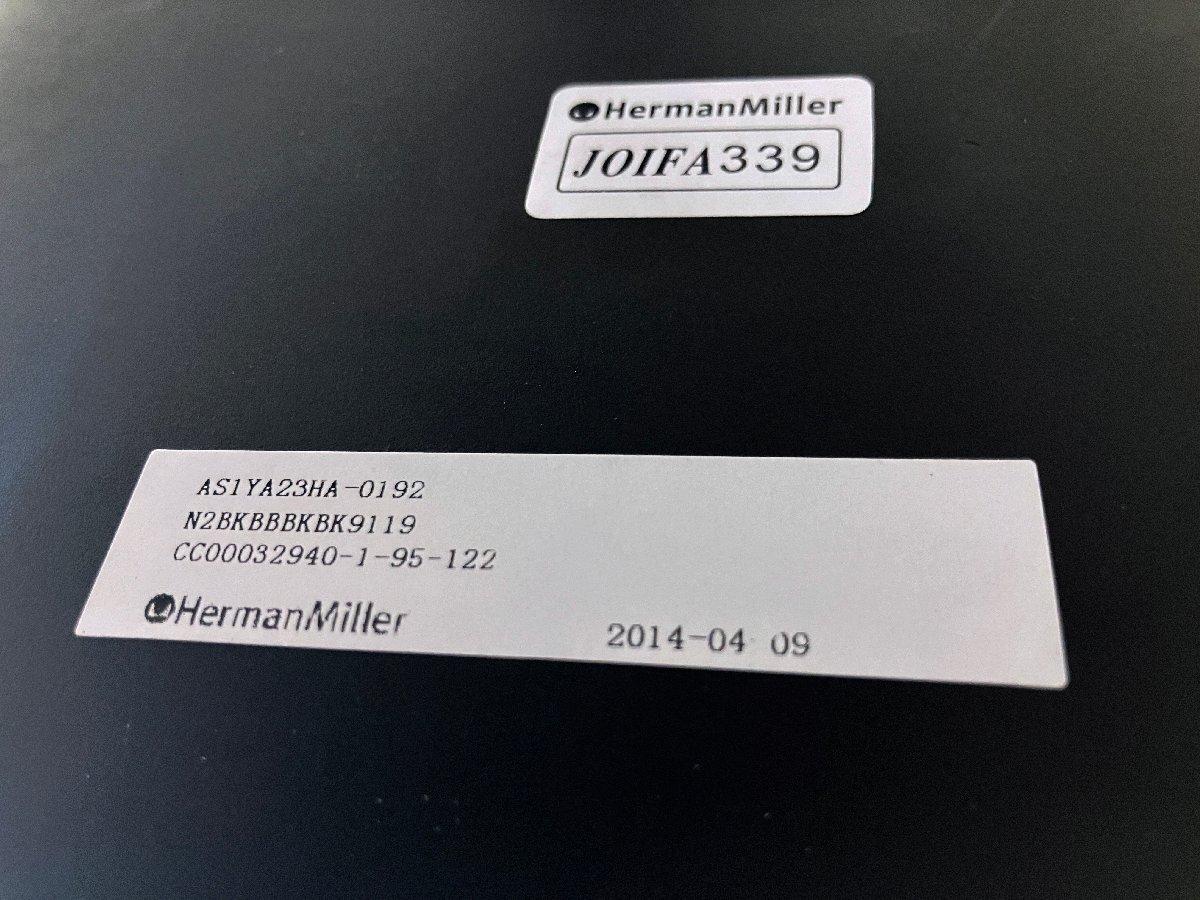 HermanMiller
JOIFA339
AS1YA23HA-0192
N2BKBBBKBK9119
CC00032940-1-95-122
HermanMiller
2014-04 09